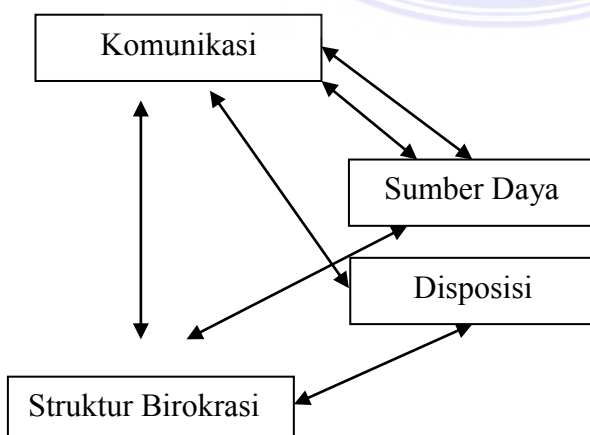 Komunikasi
Sumber Daya
Disposisi
Struktur Birokrasi